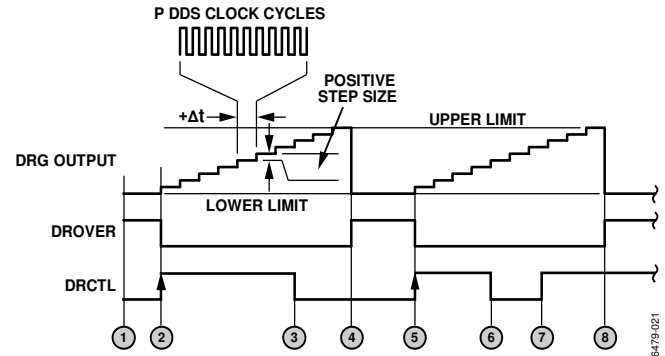 P DDS CLOCK CYCLES
POSITIVE
STEP SIZE
+Δt
UPPER LIMIT
DRG OUTPUT
LOWER LIMIT
DROVER
DRCTL
1 2 3 4 5 6 7 8
6479-021